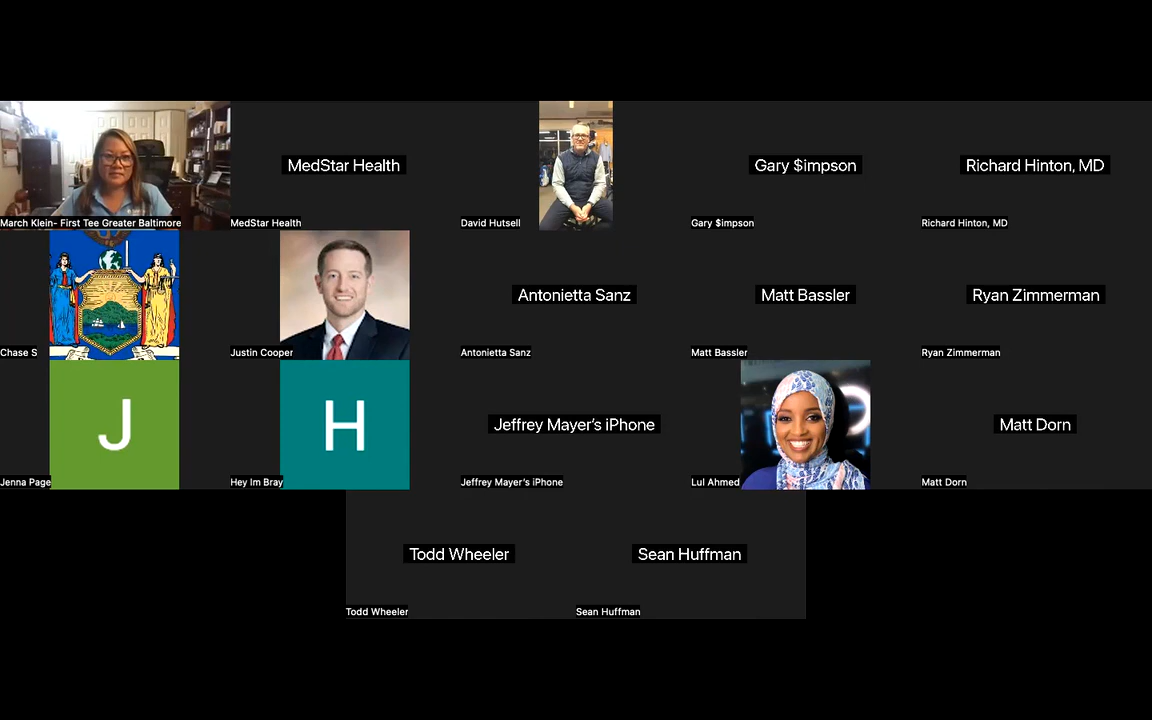 MedStar Health
Gary $impson
Richard Hinton, MD
March Klein- First Tee Greater Baltimore
MedStar Health
David Hutsell
Gary $impson
Richard Hinton, MD
Antonietta Sanz
Matt Bassler
Ryan Zimmerman
Chase S
Justin Cooper
Antonietta Sanz
Matt Bassler
Ryan Zimmerman
J
H
Jeffrey Mayer’s iPhone
Matt Dorn
Jenna Page
Hey Im Bray
Jeffrey Mayer’s iPhone
Lul Ahmed
Matt Dorn
Todd Wheeler
Sean Huffman
Todd Wheeler
Sean Huffman